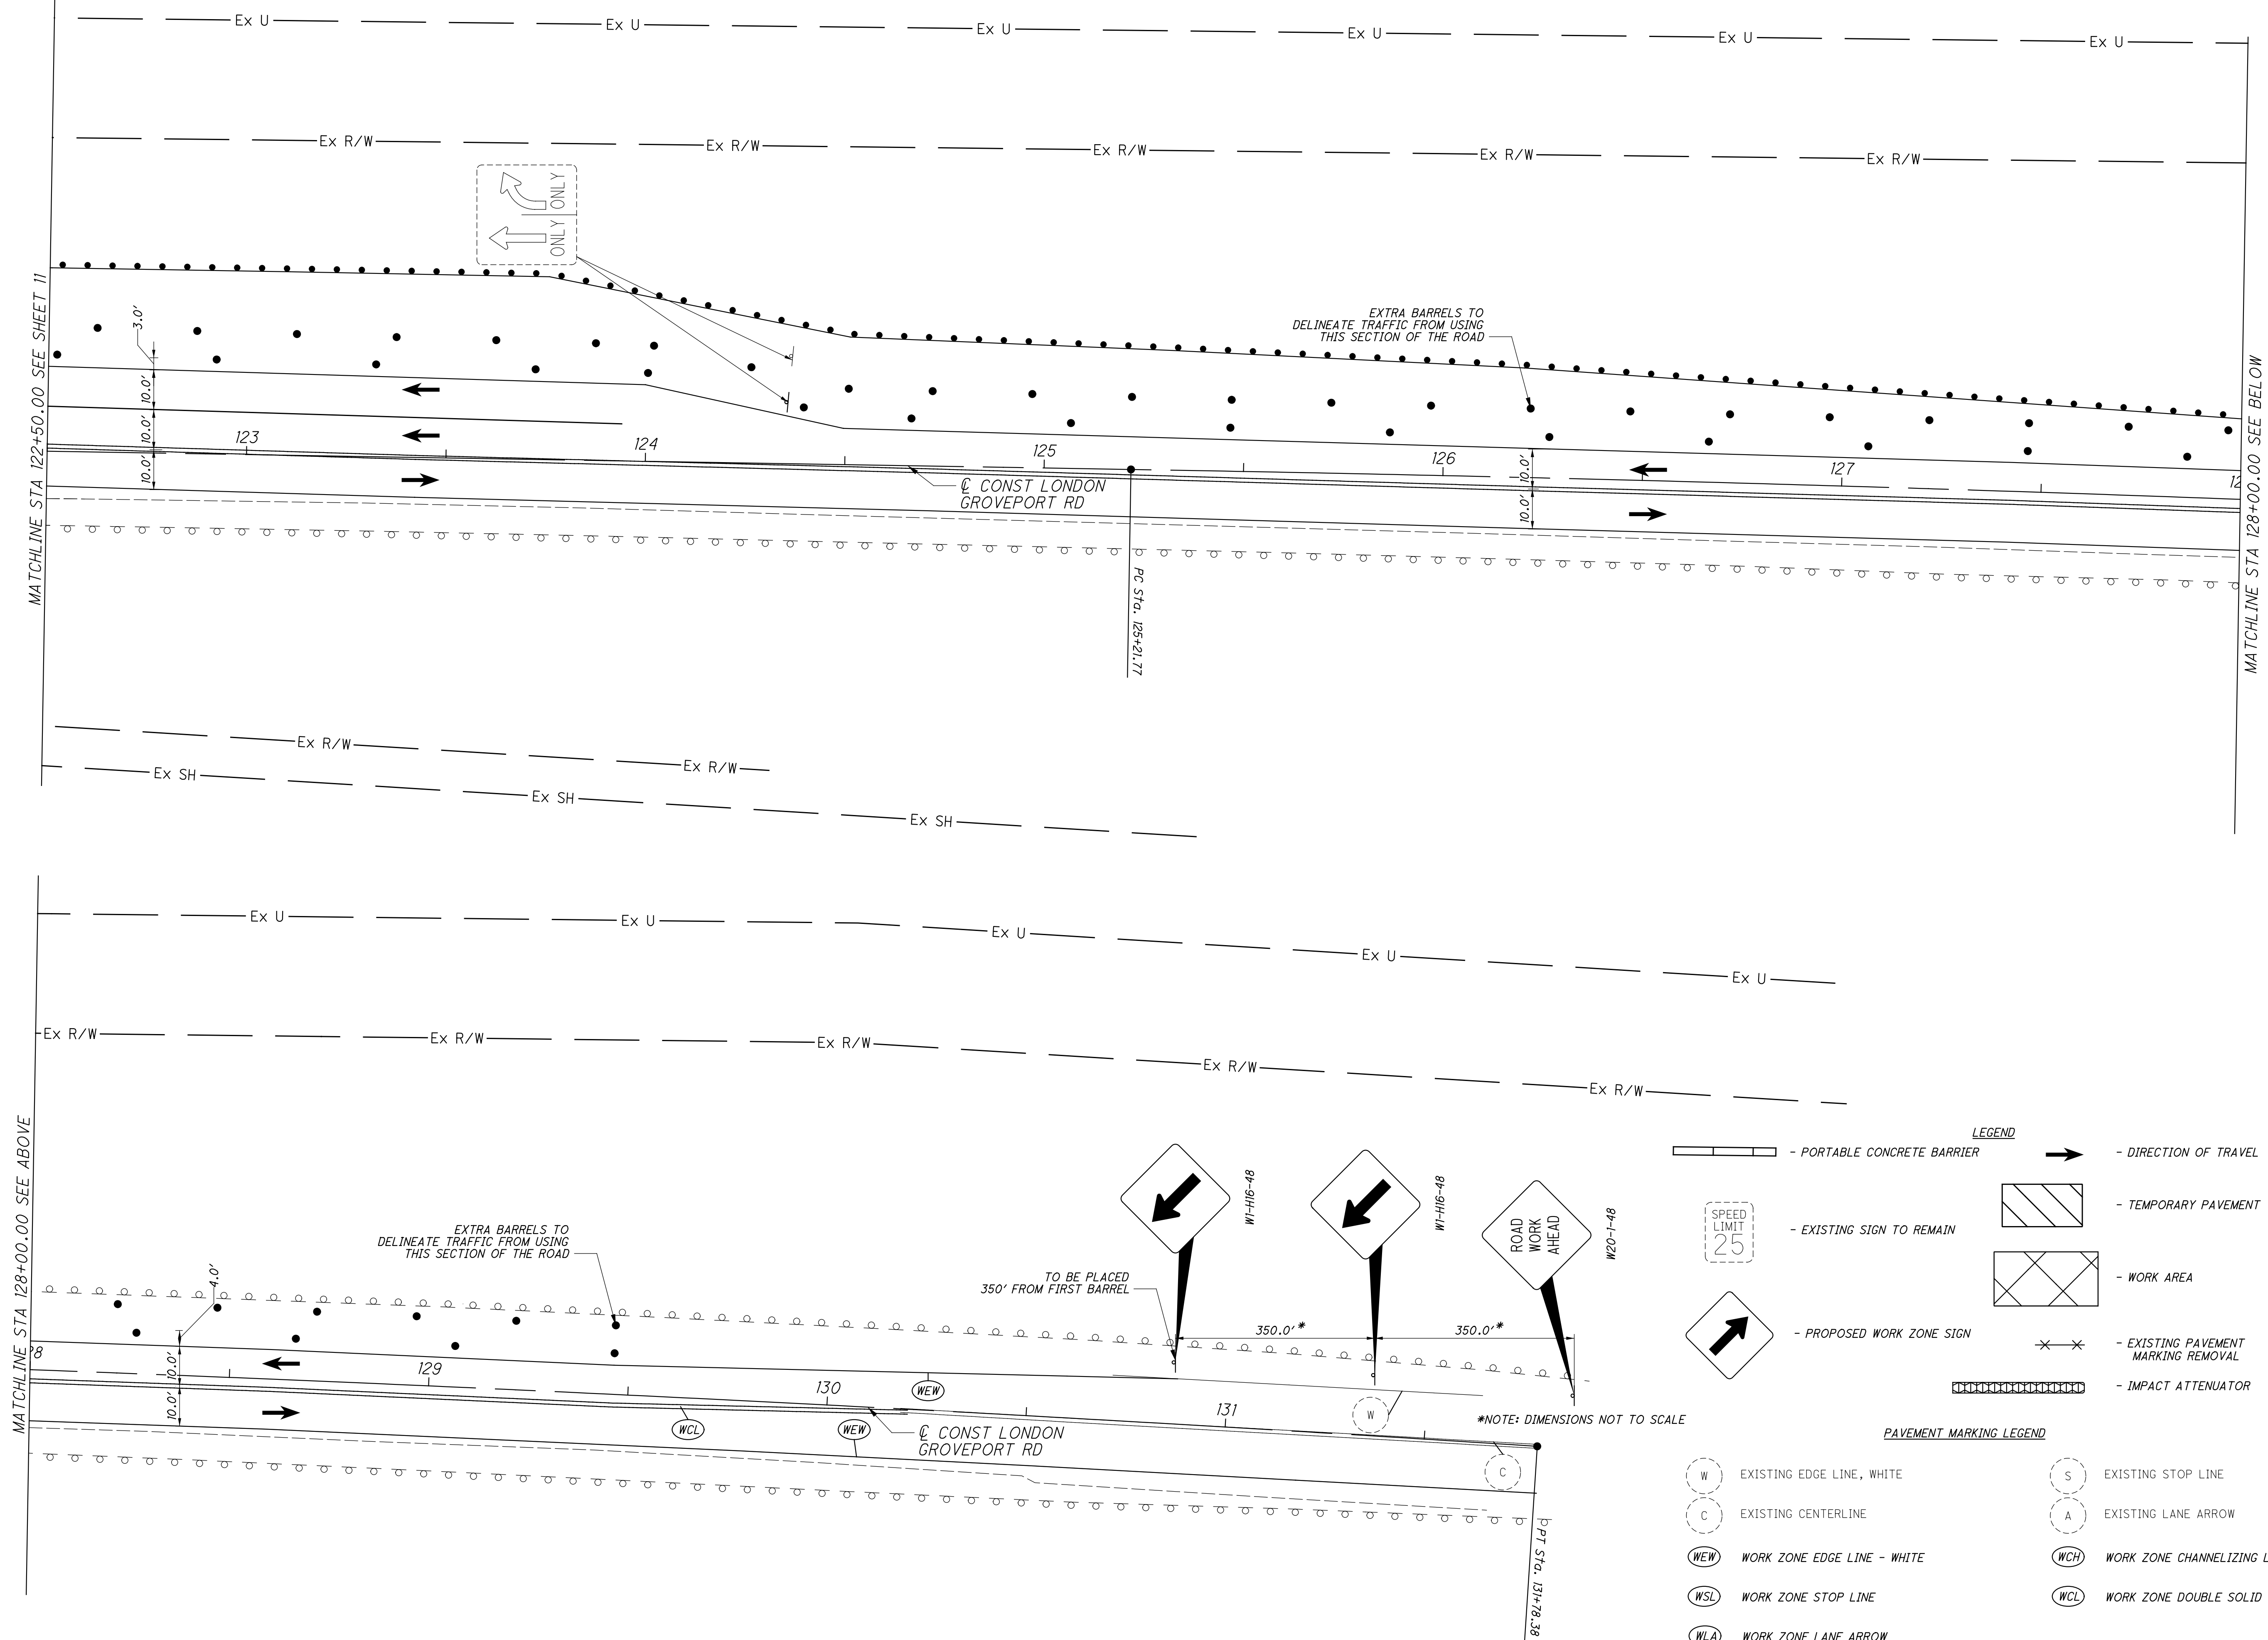 Ex U Ex U Ex U Ex U Ex U Ex U
Ex R/W Ex R/W Ex R/W Ex R/W Ex R/W
ONLY ONLY
MATCHLINE STA 122+50.00 SEE SHEET 11
3.0'
10.0'
10.0'
10.0'
EXTRA BARRELS TO
DELINEATE TRAFFIC FROM USING
THIS SECTION OF THE ROAD
123 124 125 126 127
10.0'
10.0'
℄ CONST LONDON
GROVEPORT RD
PC Sta. 125+21.77
MATCHLINE STA 128+00.00 SEE BELOW
Ex R/W Ex R/W
Ex SH Ex SH Ex SH
Ex U Ex U Ex U Ex U Ex U
Ex R/W Ex R/W Ex R/W Ex R/W Ex R/W
MATCHLINE STA 128+00.00 SEE ABOVE
EXTRA BARRELS TO
DELINEATE TRAFFIC FROM USING
THIS SECTION OF THE ROAD
4.0'
10.0'
10.0'
129 130 131
WEW
WCL
WEW
℄ CONST LONDON
GROVEPORT RD
TO BE PLACED
350' FROM FIRST BARREL
W1-H16-48
W1-H16-48
ROAD
WORK
AHEAD
W20-1-48
350.0'* 350.0'*
W
C
*NOTE: DIMENSIONS NOT TO SCALE
PT Sta. 131+78.38
LEGEND
- PORTABLE CONCRETE BARRIER
- DIRECTION OF TRAVEL
- TEMPORARY PAVEMENT
SPEED
LIMIT
25
- EXISTING SIGN TO REMAIN
- WORK AREA
- PROPOSED WORK ZONE SIGN
- EXISTING PAVEMENT
MARKING REMOVAL
- IMPACT ATTENUATOR
PAVEMENT MARKING LEGEND
W EXISTING EDGE LINE, WHITE
S EXISTING STOP LINE
C EXISTING CENTERLINE
A EXISTING LANE ARROW
WEW WORK ZONE EDGE LINE - WHITE
WCH WORK ZONE CHANNELIZING
WSL WORK ZONE STOP LINE
WCL WORK ZONE DOUBLE SOLID
WLA WORK ZONE LANE ARROW